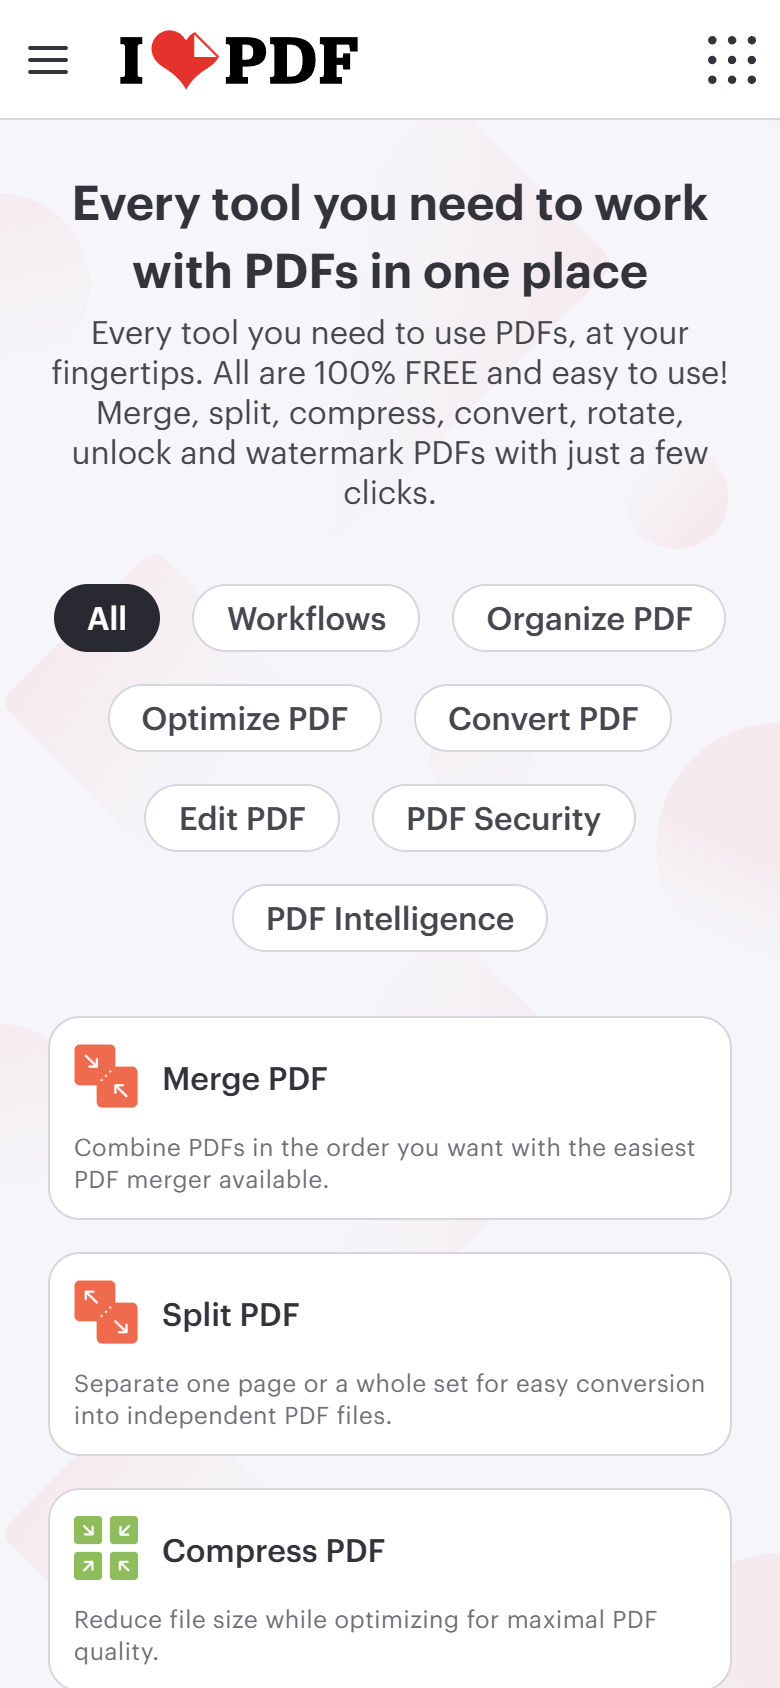 I PDF
Every tool you need to work
with PDFs in one place
Every tool you need to use PDFs, at your
fingertips. All are 100% FREE and easy to use!
Merge, split, compress, convert, rotate,
unlock and watermark PDFs with just a few
clicks.
All Workflows Organize PDF
Optimize PDF Convert PDF
Edit PDF PDF Security
PDF Intelligence
Merge PDF
Combine PDFs in the order you want with the easiest
PDF merger available.
Split PDF
Separate one page or a whole set for easy conversion
into independent PDF files.
Compress PDF
Reduce file size while optimizing for maximal PDF
quality.